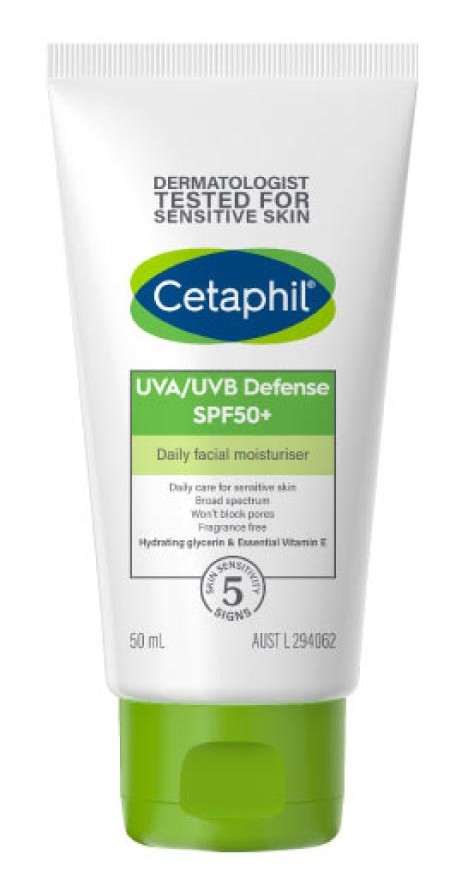 DERMATOLOGIST
TESTED FOR
SENSITIVE SKIN
Cetaphil®
UVA/UVB Defense
SPF50+
Daily facial moisturiser
Daily care for sensitive skin
Broad spectrum
Won't block pores
Fragrance free
Hydrating glycerin & Essential Vitamin E
SKIN SENSITIVITY
5
SIGNS
50 mL AUST L 294062